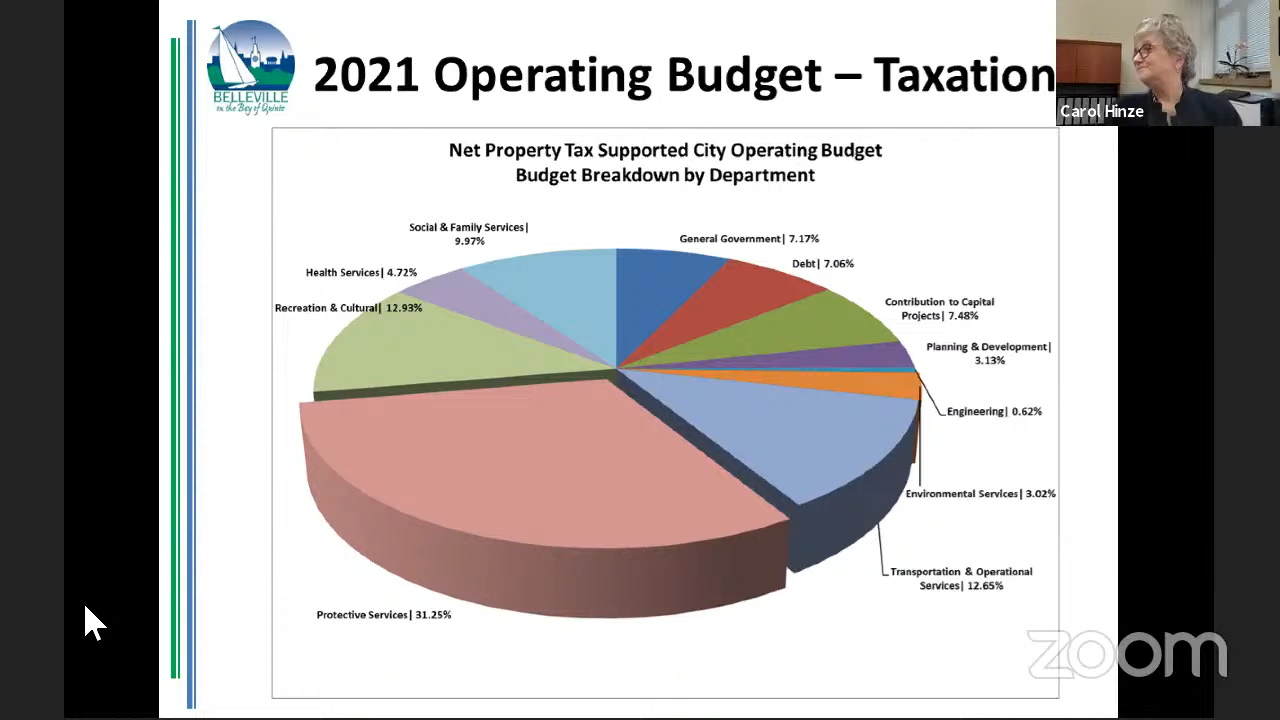 2021 Operating Budget – Taxation
BELLEVILLE
on the Bay of Quinte
Carol Hinze
Net Property Tax Supported City Operating Budget
Budget Breakdown by Department
Social & Family Services|
9.97%
General Government| 7.17%
Debt| 7.06%
Health Services| 4.72%
Contribution to Capital
Projects| 7.48%
Recreation & Cultural| 12.93%
Planning & Development|
3.13%
Engineering| 0.62%
Environmental Services| 3.02%
Transportation & Operational
Services| 12.65%
Protective Services| 31.25%
zoom